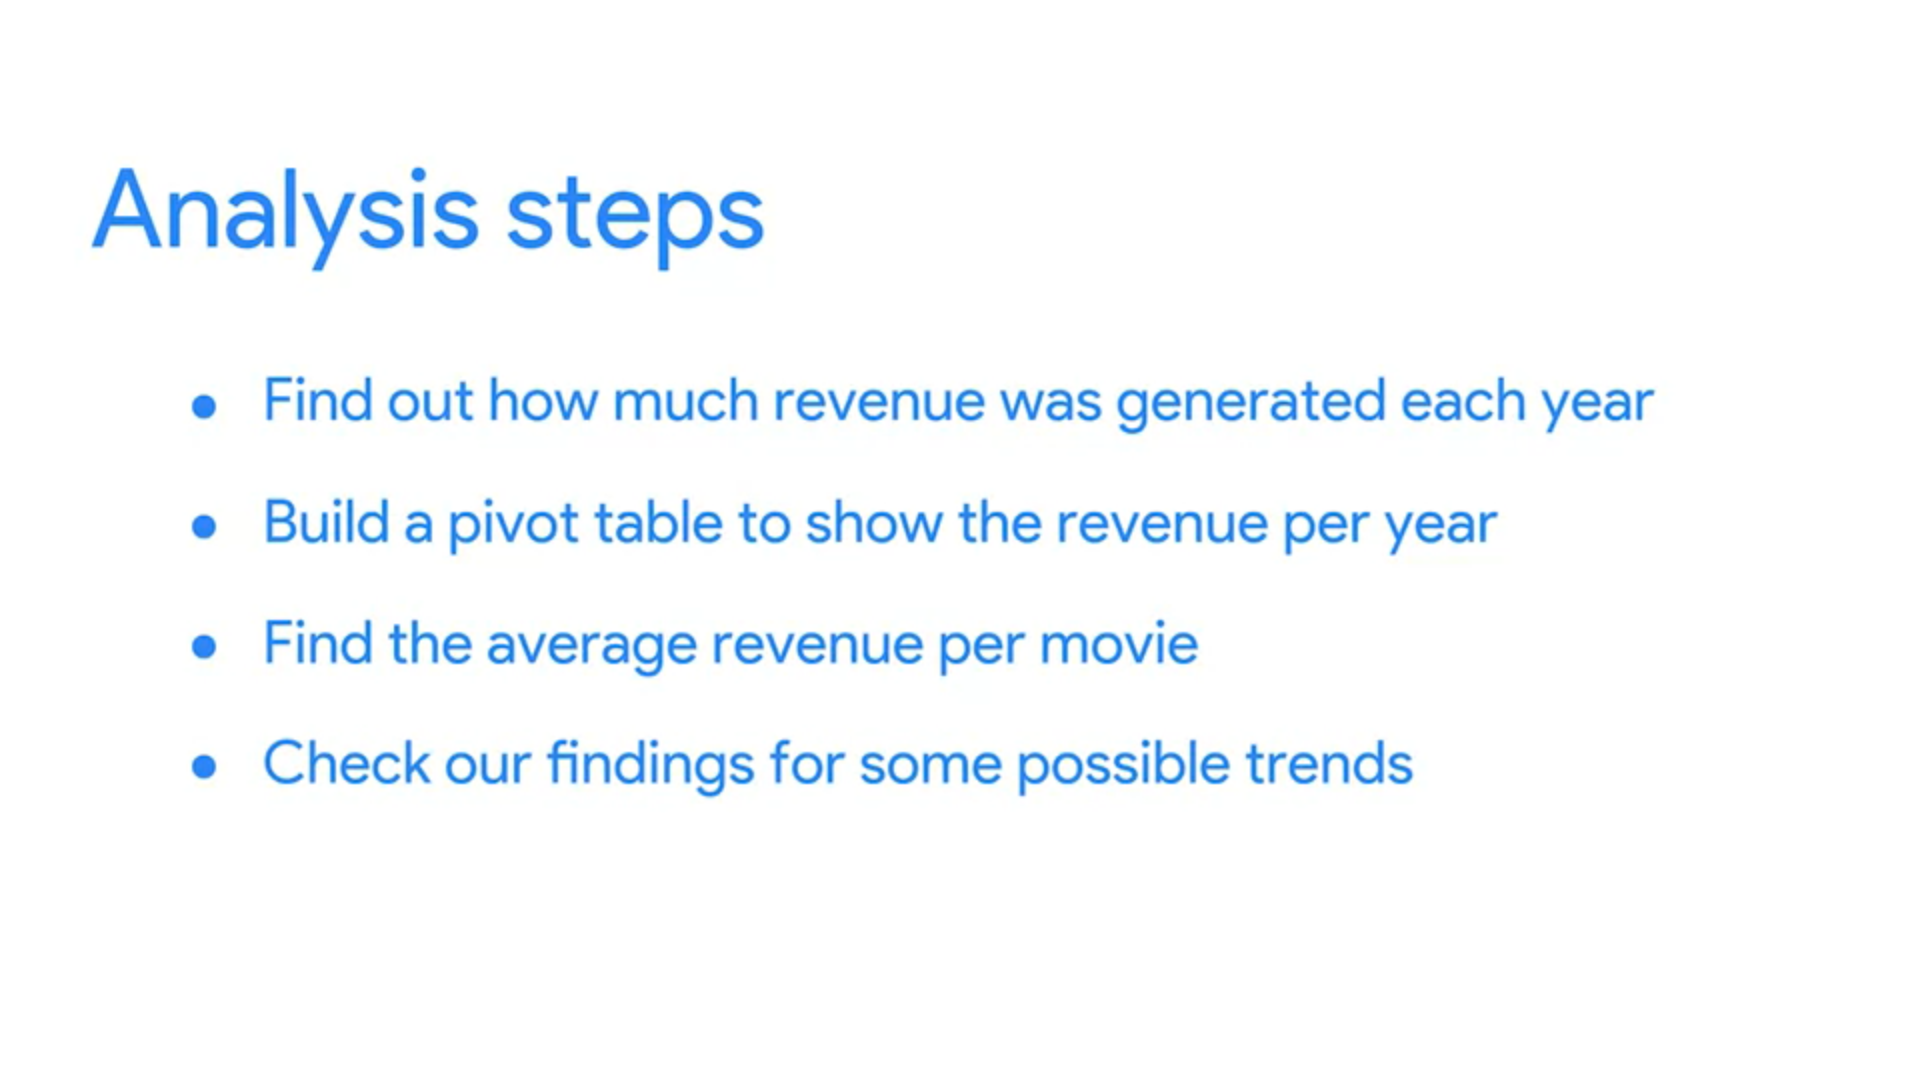 Analysis steps
● Find out how much revenue was generated each year
● Build a pivot table to show the revenue per year
● Find the average revenue per movie
● Check our findings for some possible trends